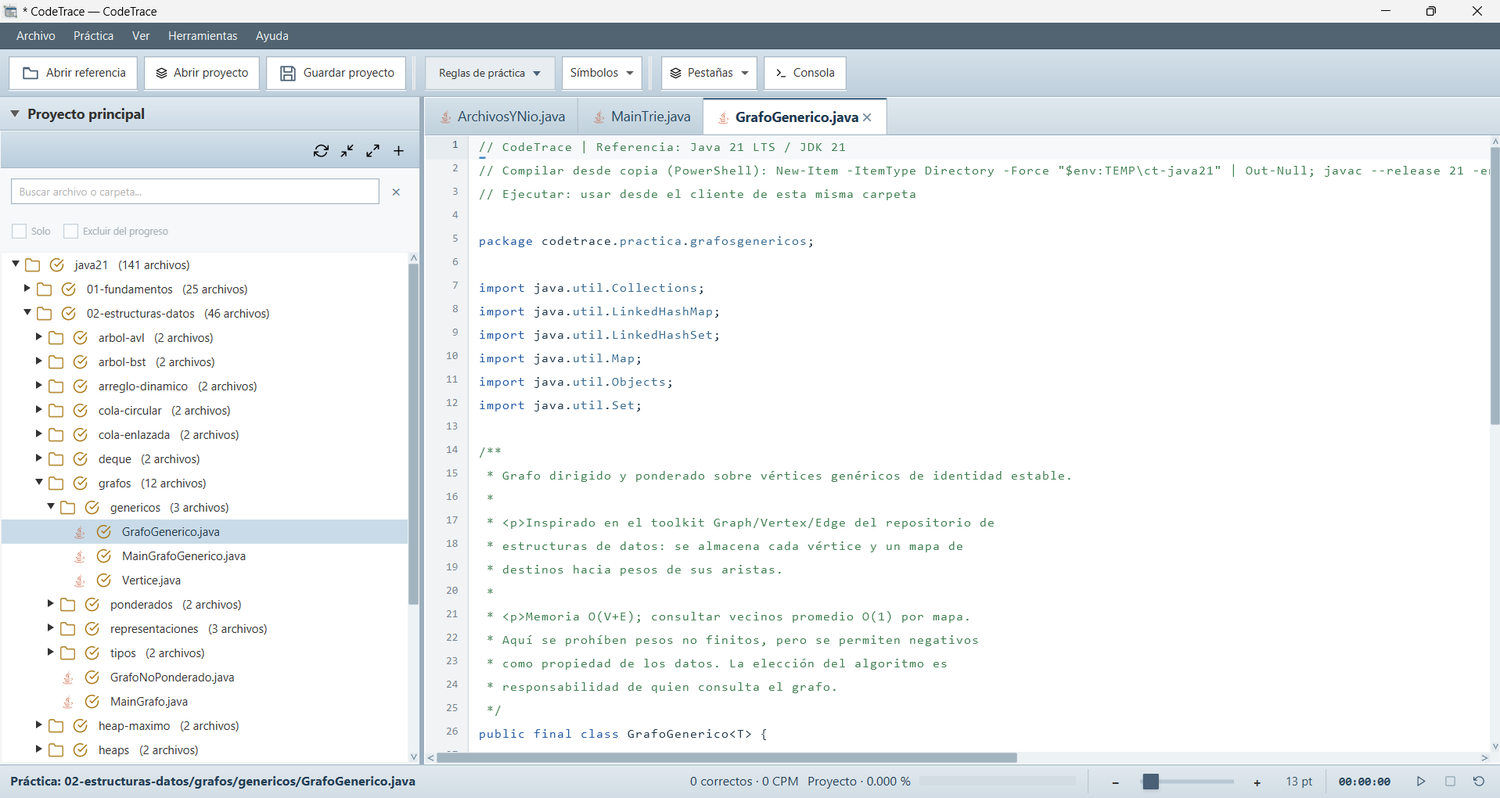 * CodeTrace — CodeTrace
Archivo Práctica Ver Herramientas Ayuda
Abrir referencia Abrir proyecto Guardar proyecto Reglas de práctica Símbolos Pestañas Consola
Proyecto principal
Buscar archivo o carpeta...
Solo Excluir del progreso
java21 (141 archivos)
01-fundamentos (25 archivos)
02-estructuras-datos (46 archivos)
arbol-avl (2 archivos)
arbol-bst (2 archivos)
arreglo-dinamico (2 archivos)
cola-circular (2 archivos)
cola-enlazada (2 archivos)
deque (2 archivos)
grafos (12 archivos)
genericos (3 archivos)
GrafoGenerico.java
MainGrafoGenerico.java
Vertice.java
ponderados (2 archivos)
representaciones (3 archivos)
tipos (2 archivos)
GrafoNoPonderado.java
MainGrafo.java
heap-maximo (2 archivos)
heaps (2 archivos)
ArchivosYNio.java MainTrie.java GrafoGenerico.java
1 // CodeTrace | Referencia: Java 21 LTS / JDK 21
2 // Compilar desde copia (PowerShell): New-Item -ItemType Directory -Force "$env:TEMP\ct-java21" | Out-Null; javac --release 21 -en
3 // Ejecutar: usar desde el cliente de esta misma carpeta
4
5 package codetrace.practica.grafosgenericos;
6
7 import java.util.Collections;
8 import java.util.LinkedHashMap;
9 import java.util.LinkedHashSet;
10 import java.util.Map;
11 import java.util.Objects;
12 import java.util.Set;
13
14 /**
15 * Grafo dirigido y ponderado sobre vértices genéricos de identidad estable.
16 *
17 * <p>Inspirado en el toolkit Graph/Vertex/Edge del repositorio de
18 * estructuras de datos: se almacena cada vértice y un mapa de
19 * destinos hacia pesos de sus aristas.
20 *
21 * <p>Memoria O(V+E); consultar vecinos promedio O(1) por mapa.
22 * Aquí se prohíben pesos no finitos, pero se permiten negativos
23 * como propiedad de los datos. La elección del algoritmo es
24 * responsabilidad de quien consulta el grafo.
25 */
26 public final class GrafoGenerico<T> {
Práctica: 02-estructuras-datos/grafos/genericos/GrafoGenerico.java 0 correctos · 0 CPM Proyecto · 0.000 % − + 13 pt 00:00:00